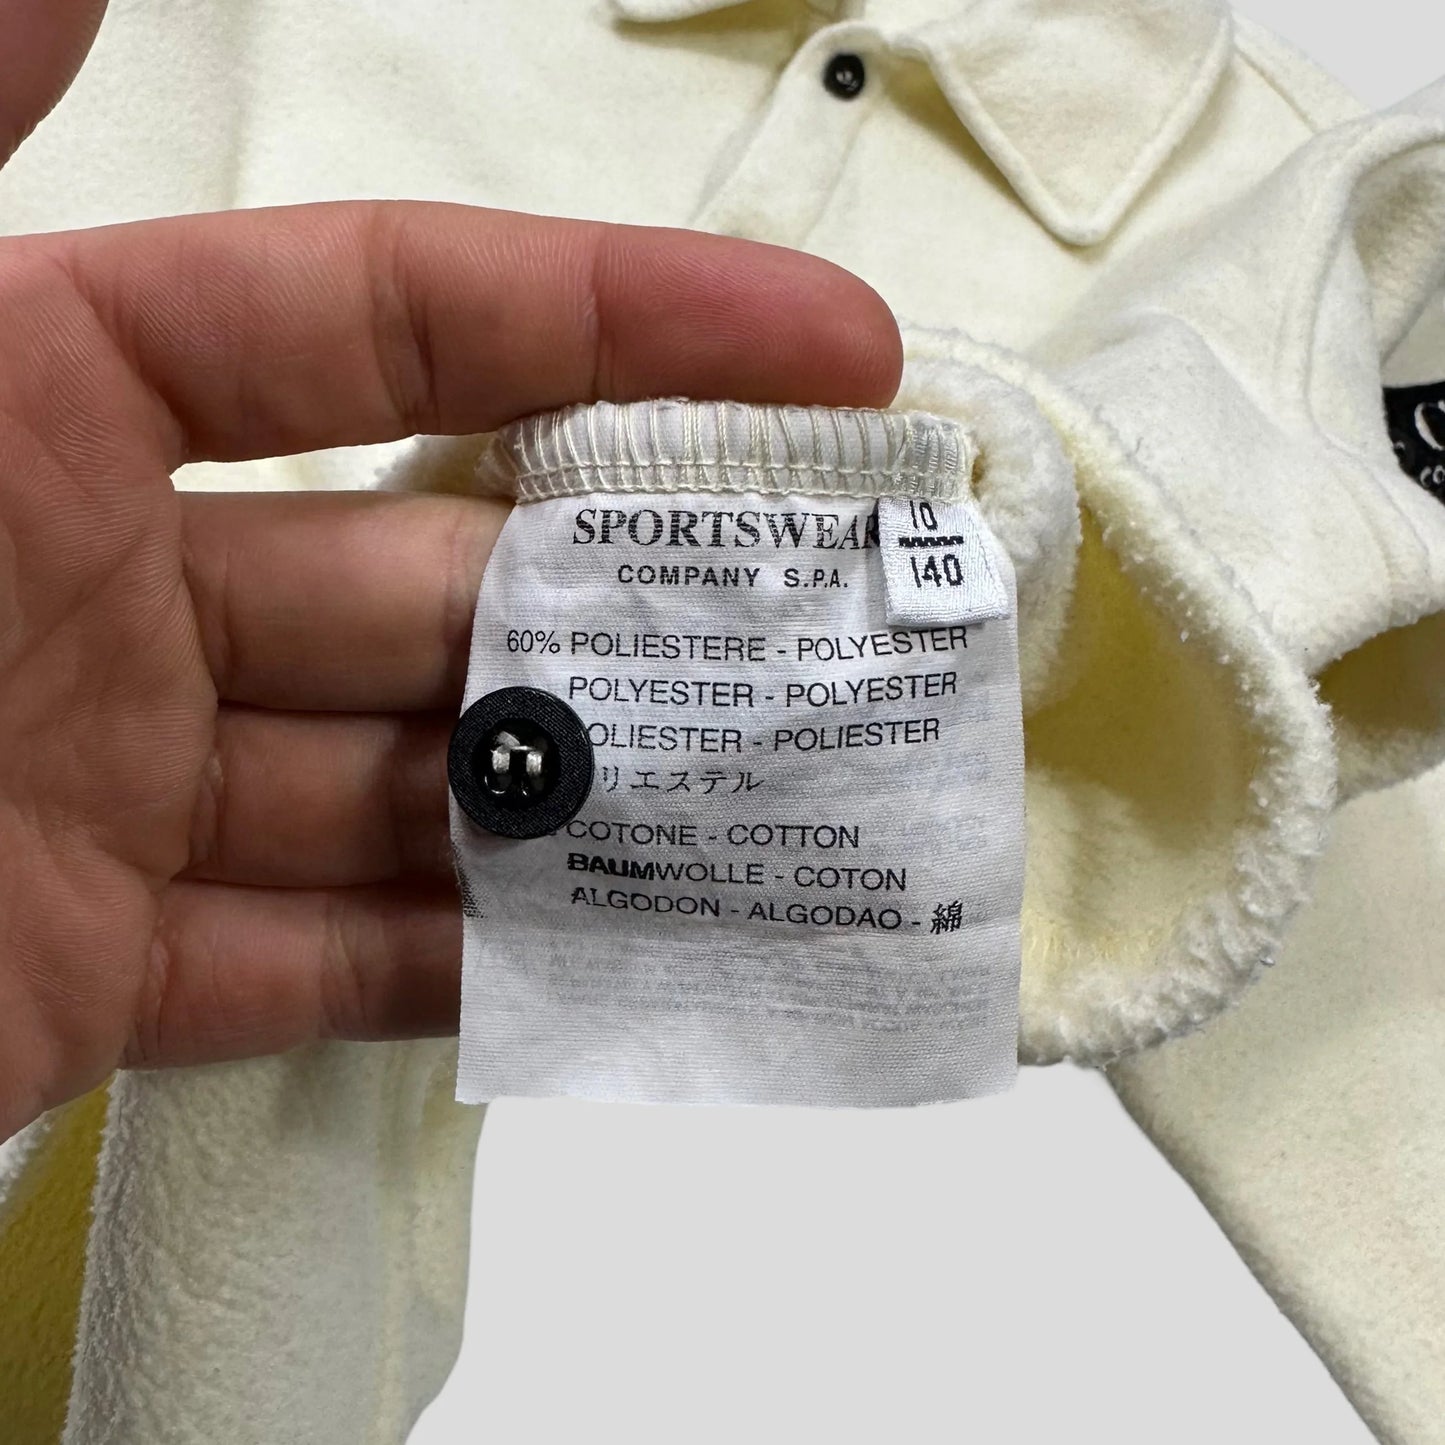 SPORTSWEAR
COMPANY S.P.A.
10
140
60% POLIESTERE - POLYESTER
POLYESTER - POLYESTER
POLIESTER - POLIESTER
リエステル
COTONE - COTTON
BAUMWOLLE - COTON
ALGODON - ALGODAO - 綿